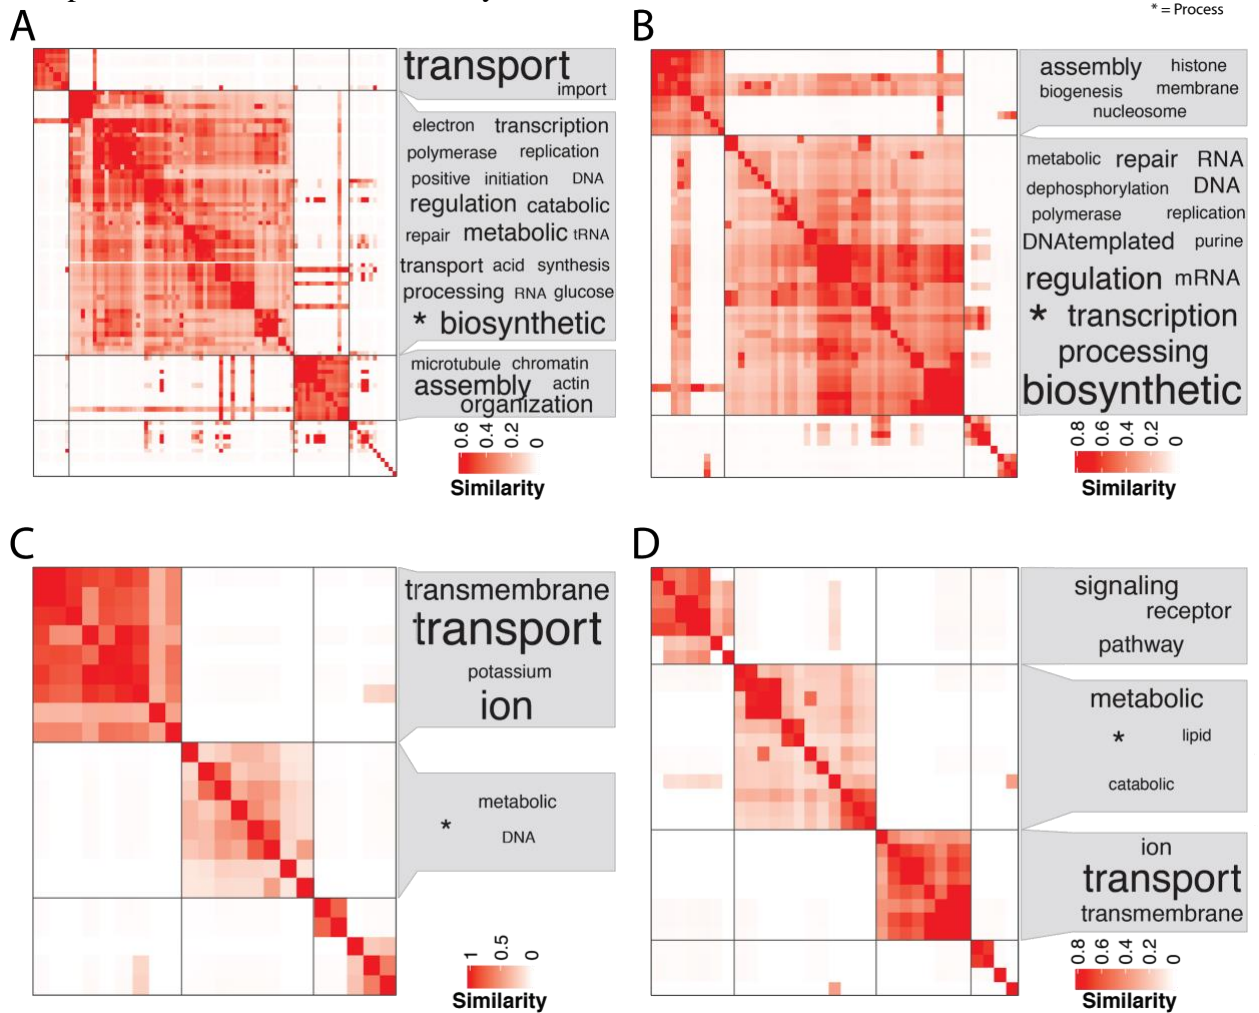 * = Process
A
transport
import
electron transcription
polymerase replication
positive initiation DNA
regulation catabolic
repair metabolic tRNA
transport acid synthesis
processing RNA glucose
* biosynthetic
microtubule chromatin
assembly actin
organization
0.6 0.4 0.2 0
Similarity
B
assembly histone
biogenesis membrane
nucleosome
metabolic repair RNA
dephosphorylation DNA
polymerase replication
DNAtemplated purine
regulation mRNA
* transcription
processing
biosynthetic
0.8 0.6 0.4 0.2 0
Similarity
C
transmembrane
transport
potassium
ion
metabolic
*
DNA
1 0.5 0
Similarity
D
signaling
receptor
pathway
metabolic
* lipid
catabolic
ion
transport
transmembrane
0.8 0.6 0.4 0.2 0
Similarity